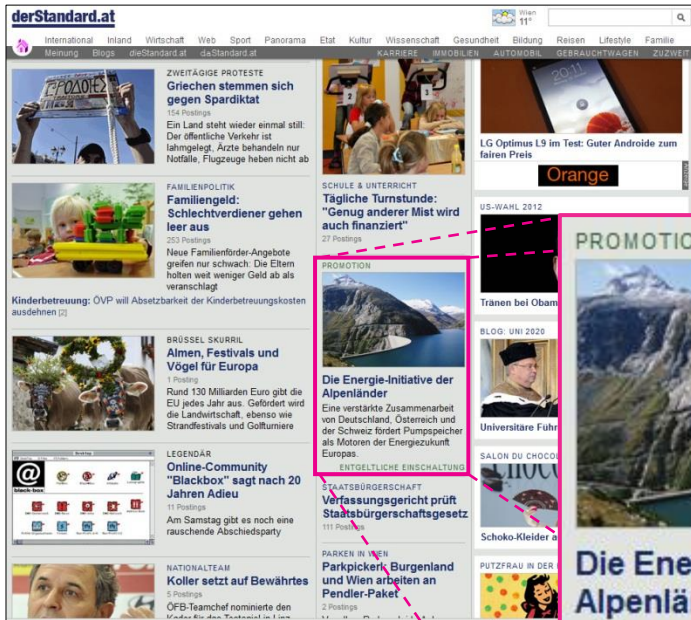 derStandard.at
Wien
11°
International Inland Wirtschaft Web Sport Panorama Etat Kultur Wissenschaft Gesundheit Bildung Reisen Lifestyle Familie
Meinung Blogs dieStandard.at daStandard.at KARRIERE IMMOBILIEN AUTOMOBIL GEBRAUCHTWAGEN ZUZWEIT
ZWEITÄGIGE PROTESTE
Griechen stemmen sich
gegen Spardiktat
154 Postings
Ein Land steht wieder einmal still:
Der öffentliche Verkehr ist
lahmgelegt, Ärzte behandeln nur
Notfälle, Flugzeuge heben nicht ab
FAMILIENPOLITIK
Familiengeld:
Schlechtverdiener gehen
leer aus
253 Postings
Neue Familienförder-Angebote
greifen nur schwach: Die Eltern
holten weit weniger Geld ab als
veranschlagt
Kinderbetreuung: ÖVP will Absetzbarkeit der Kinderbetreuungskosten
ausdehnen [2]
BRÜSSEL SKURRIL
Almen, Festivals und
Vögel für Europa
1 Posting
Rund 130 Milliarden Euro gibt die
EU jedes Jahr aus. Gefördert wird
die Landwirtschaft, ebenso wie
Strandfestivals und Golfturniere
black-box
LEGENDÄR
Online-Community
"Blackbox" sagt nach 20
Jahren Adieu
11 Postings
Am Samstag gibt es noch eine
rauschende Abschiedsparty
NATIONALTEAM
Koller setzt auf Bewährtes
5 Postings
ÖFB-Teamchef nominierte den
SCHULE & UNTERRICHT
Tägliche Turnstunde:
"Genug anderer Mist wird
auch finanziert"
27 Postings
PROMOTION
Die Energie-Initiative der
Alpenländer
Eine verstärkte Zusammenarbeit
von Deutschland, Österreich und
der Schweiz fördert Pumpspeicher
als Motoren der Energiezukunft
Europas.
ENTGELTLICHE EINSCHALTUNG
STAATSBÜRGERSCHAFT
Verfassungsgericht prüft
Staatsbürgerschaftsgesetz
111 Postings
PARKEN IN WIEN
Parkpickerl: Burgenland
und Wien arbeiten an
Pendler-Paket
2 Postings
20:11
LG Optimus L9 im Test: Guter Androide zum
fairen Preis
Orange
US-WAHL 2012
Tränen bei Obam
BLOG: UNI 2020
Universitäre Führ
SALON DU CHOCOL
Schoko-Kleider a
PUTZFRAU IN DER
PROMOTIO
Die Ene
Alpenlä